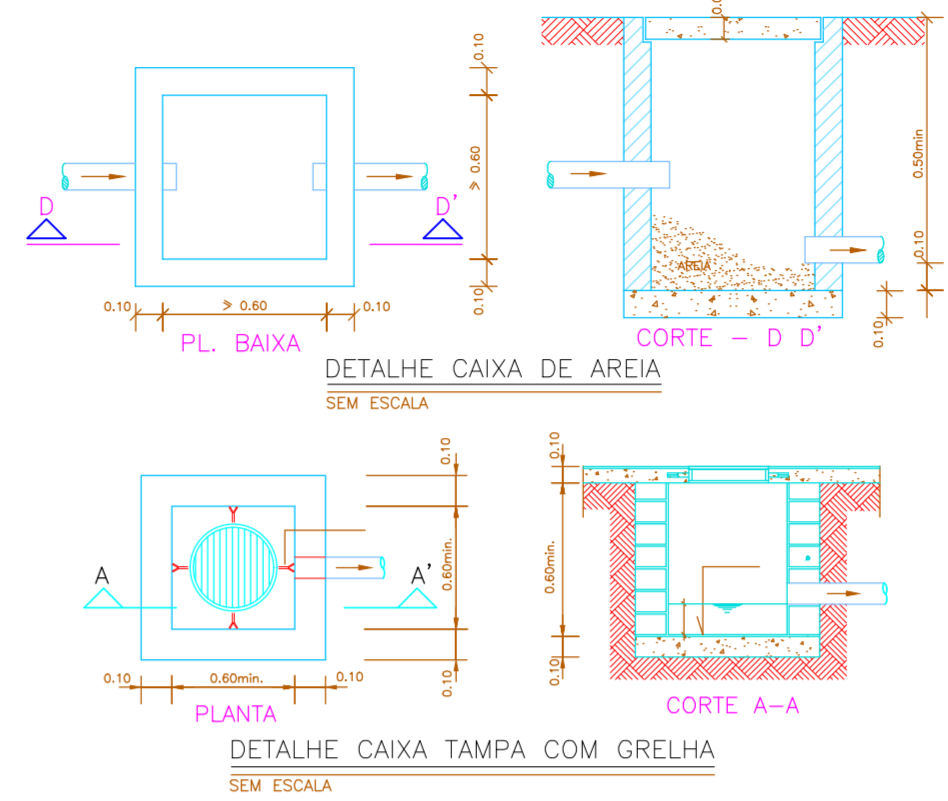 0.10
≥ 0.60
0.10
D
D'
0.10
≥ 0.60
0.10
PL. BAIXA
0.50min
0.10
AREIA
0.10
CORTE - D D'
DETALHE CAIXA DE AREIA
SEM ESCALA
0.10
0.60min.
0.10
A
A'
0.10
0.60min.
0.10
PLANTA
0.10
0.60min.
0.10
CORTE A-A
DETALHE CAIXA TAMPA COM GRELHA
SEM ESCALA